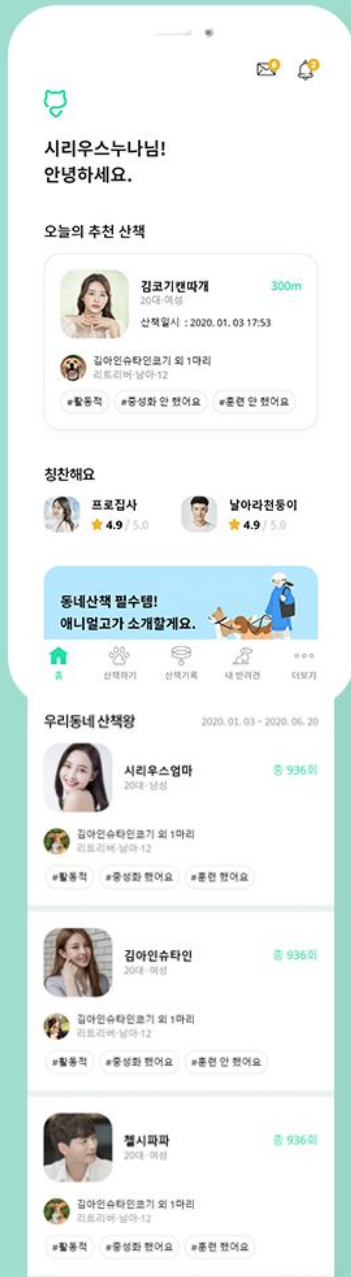 6
2
시리우스누나님!
안녕하세요.
오늘의 추천 산책
김코기캔따개
300m
20대·여성
산책일시 : 2020. 01. 03 17:53
김아인슈타인코기 외 1마리
리트리버·남아·12
#활동적 #중성화 안 했어요 #훈련 안 했어요
칭찬해요
프로집사
4.9 / 5.0
날아라천둥이
4.9 / 5.0
동네산책 필수템!
애니멀고가 소개할게요.
홈 산책하기 산책기록 내 반려견 더보기
우리동네 산책왕
2020. 01. 03 ~ 2020. 06. 20
시리우스엄마
총 936회
20대·남성
김아인슈타인코기 외 1마리
리트리버·남아·12
#활동적 #중성화 했어요 #훈련 했어요
김아인슈타인
총 936회
20대·여성
김아인슈타인코기 외 1마리
리트리버·남아·12
#활동적 #중성화 했어요 #훈련 안 했어요
첼시파파
총 936회
20대·여성
김아인슈타인코기 외 1마리
리트리버·남아·12
#활동적 #중성화 했어요 #훈련 했어요